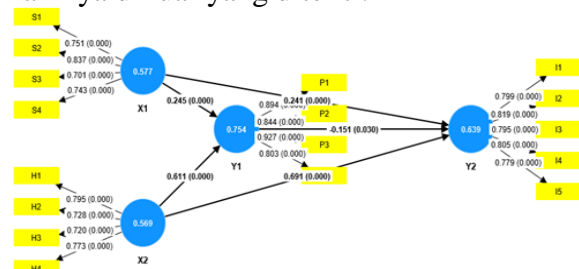 S1
S2
S3
S4
0.751 (0.000)
0.837 (0.000)
0.701 (0.000)
0.743 (0.000)
0.577
X1
0.245 (0.000)
0.241 (0.000)
P1
P2
P3
0.894
0.844 (0.000)
0.927 (0.000)
0.803 (0.000)
0.754
Y1
-0.151 (0.030)
0.611 (0.000)
0.691 (0.000)
H1
H2
H3
H4
0.795 (0.000)
0.728 (0.000)
0.720 (0.000)
0.773 (0.000)
0.569
X2
0.639
Y2
0.799 (0.000)
0.819 (0.000)
0.795 (0.000)
0.805 (0.000)
0.779 (0.000)
I1
I2
I3
I4
I5